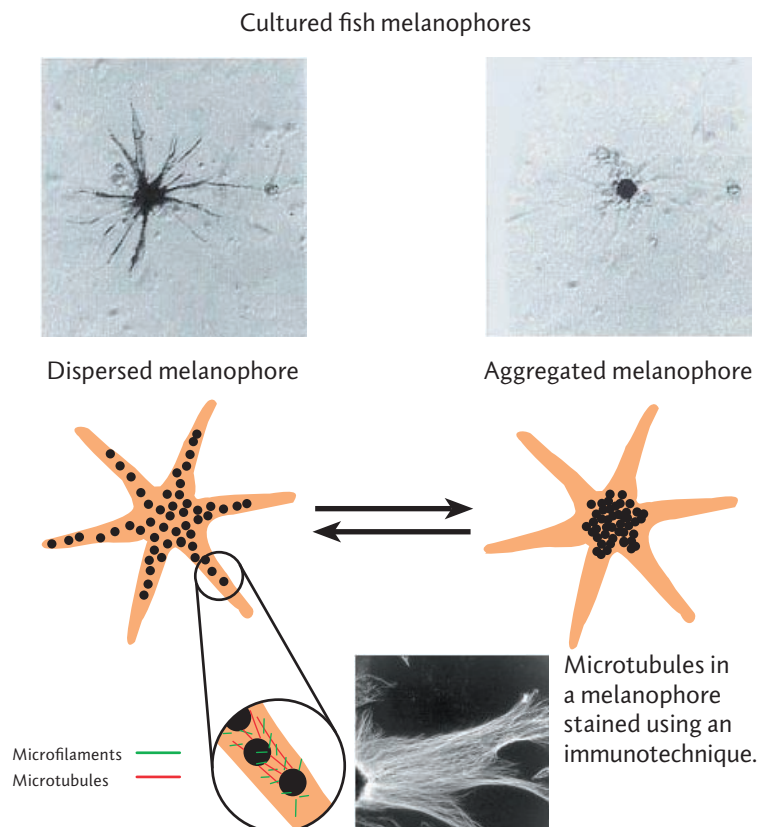 Cultured fish melanophores
Dispersed melanophore
Aggregated melanophore
Microtubules in
a melanophore
stained using an
immunotechnique.
Microfilaments
Microtubules